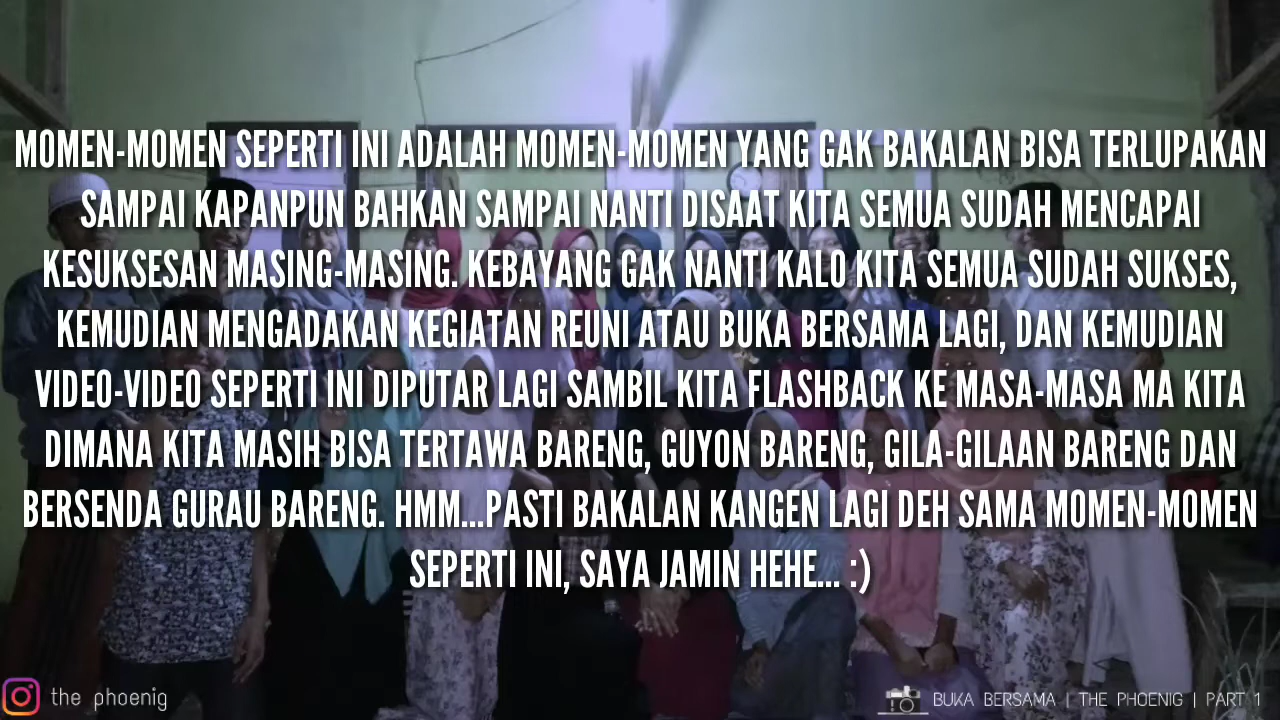 MOMEN-MOMEN SEPERTI INI ADALAH MOMEN-MOMEN YANG GAK BAKALAN BISA TERLUPAKAN
SAMPAI KAPANPUN BAHKAN SAMPAI NANTI DISAAT KITA SEMUA SUDAH MENCAPAI
KESUKSESAN MASING-MASING. KEBAYANG GAK NANTI KALO KITA SEMUA SUDAH SUKSES,
KEMUDIAN MENGADAKAN KEGIATAN REUNI ATAU BUKA BERSAMA LAGI, DAN KEMUDIAN
VIDEO-VIDEO SEPERTI INI DIPUTAR LAGI SAMBIL KITA FLASHBACK KE MASA-MASA MA KITA
DIMANA KITA MASIH BISA TERTAWA BARENG, GUYON BARENG, GILA-GILAAN BARENG DAN
BERSENDA GURAU BARENG. HMM...PASTI BAKALAN KANGEN LAGI DEH SAMA MOMEN-MOMEN
SEPERTI INI, SAYA JAMIN HEHE... :)
the phoenig
BUKA BERSAMA | THE PHOENIG | PART 1